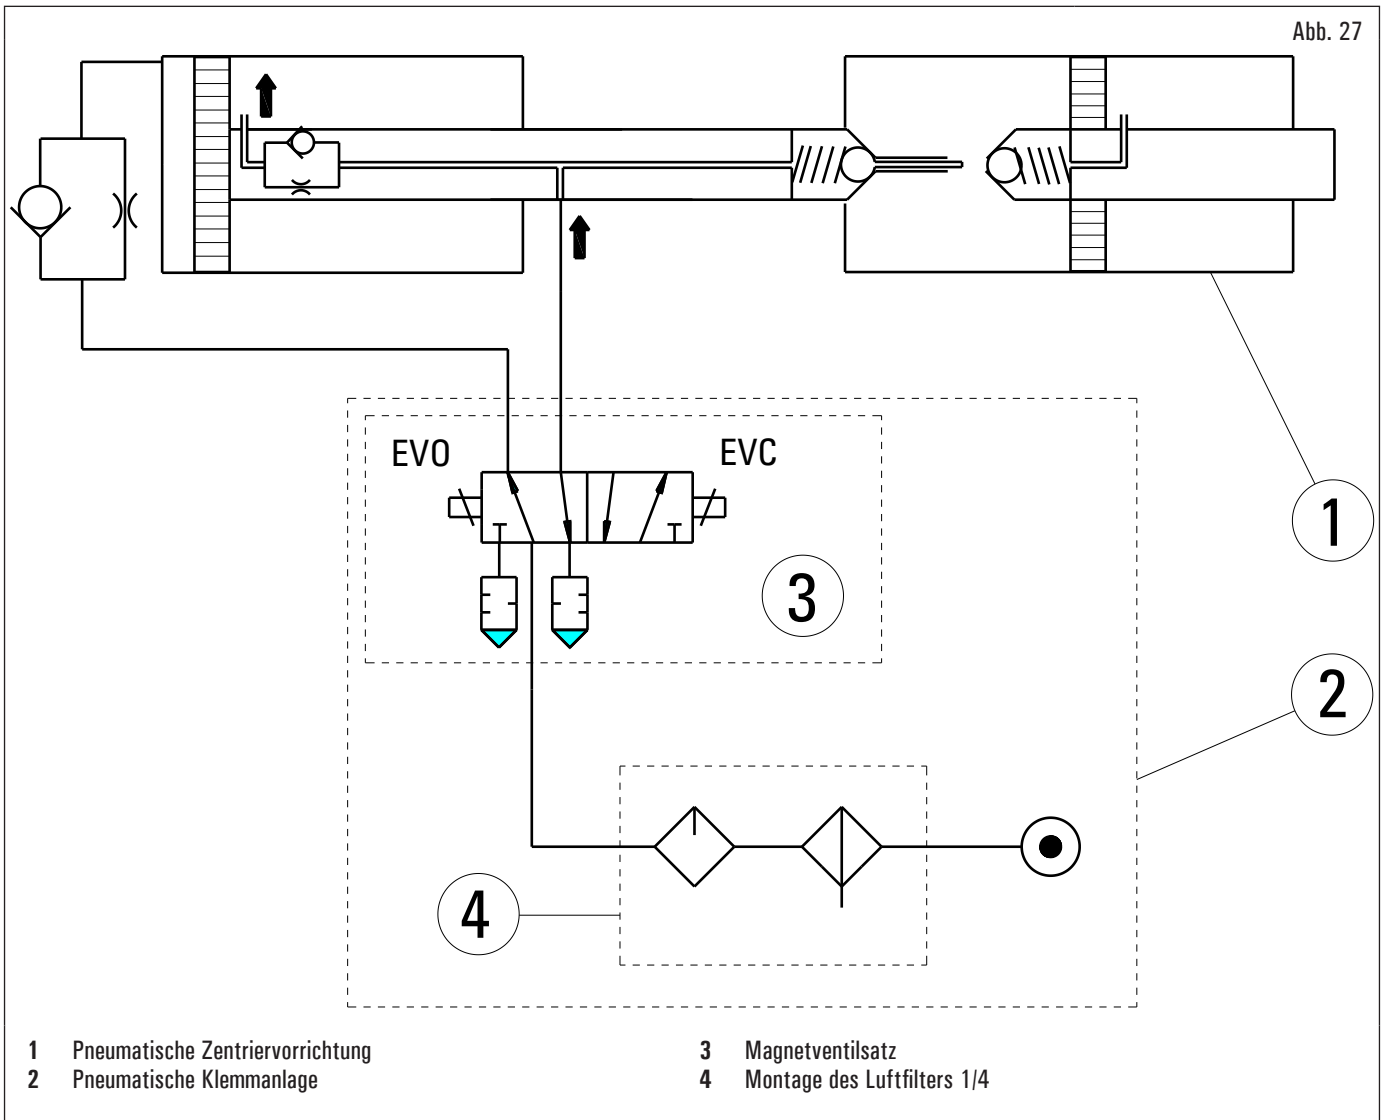 Abb. 27
EVO
EVC
1
3
2
4
1 Pneumatische Zentriervorrichtung
2 Pneumatische Klemmanlage
3 Magnetventilsatz
4 Montage des Luftfilters 1/4